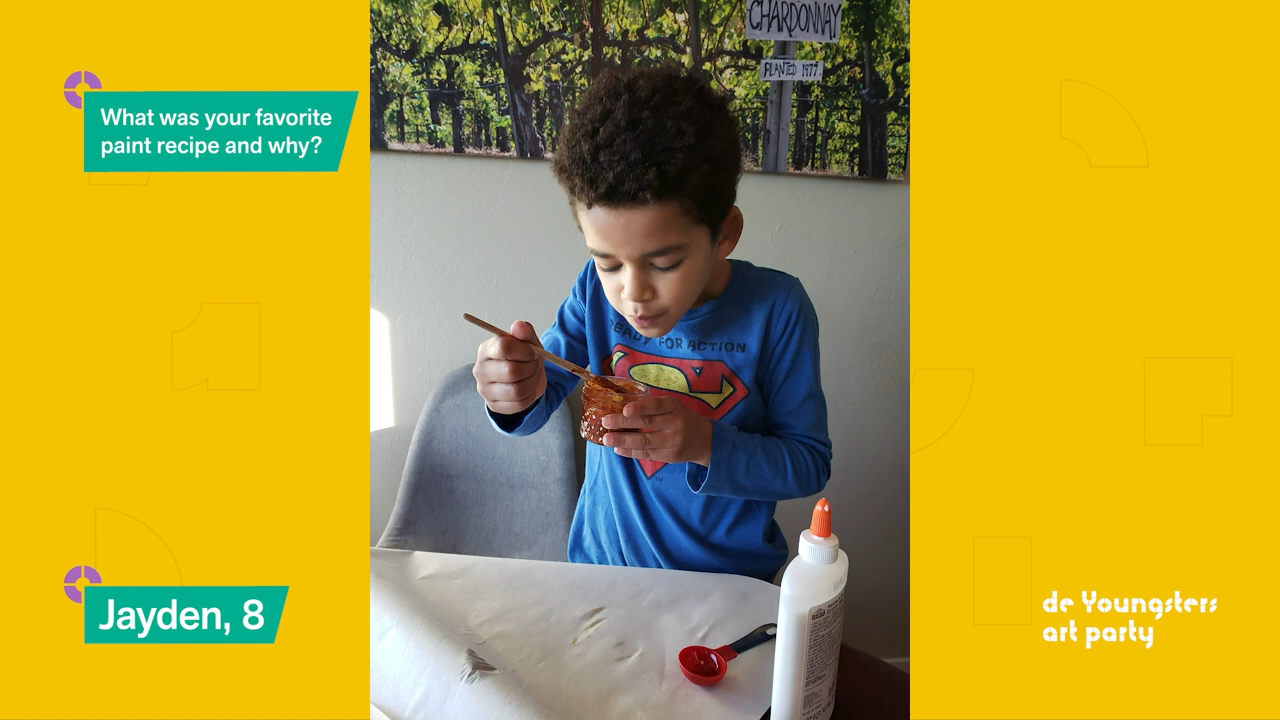 CHARDONNAY
PLANTED 1977.
What was your favorite
paint recipe and why?
READY FOR ACTION
Jayden, 8
de Youngsters
art party